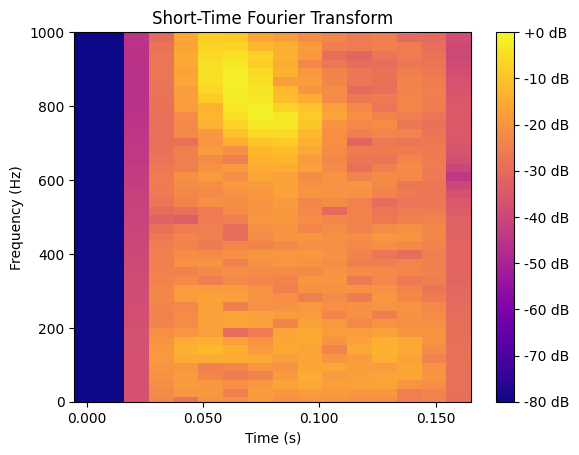 Short-Time Fourier Transform
1000
800
600
400
200
0
Frequency (Hz)
0.000
0.050
0.100
0.150
Time (s)
+0 dB
-10 dB
-20 dB
-30 dB
-40 dB
-50 dB
-60 dB
-70 dB
-80 dB